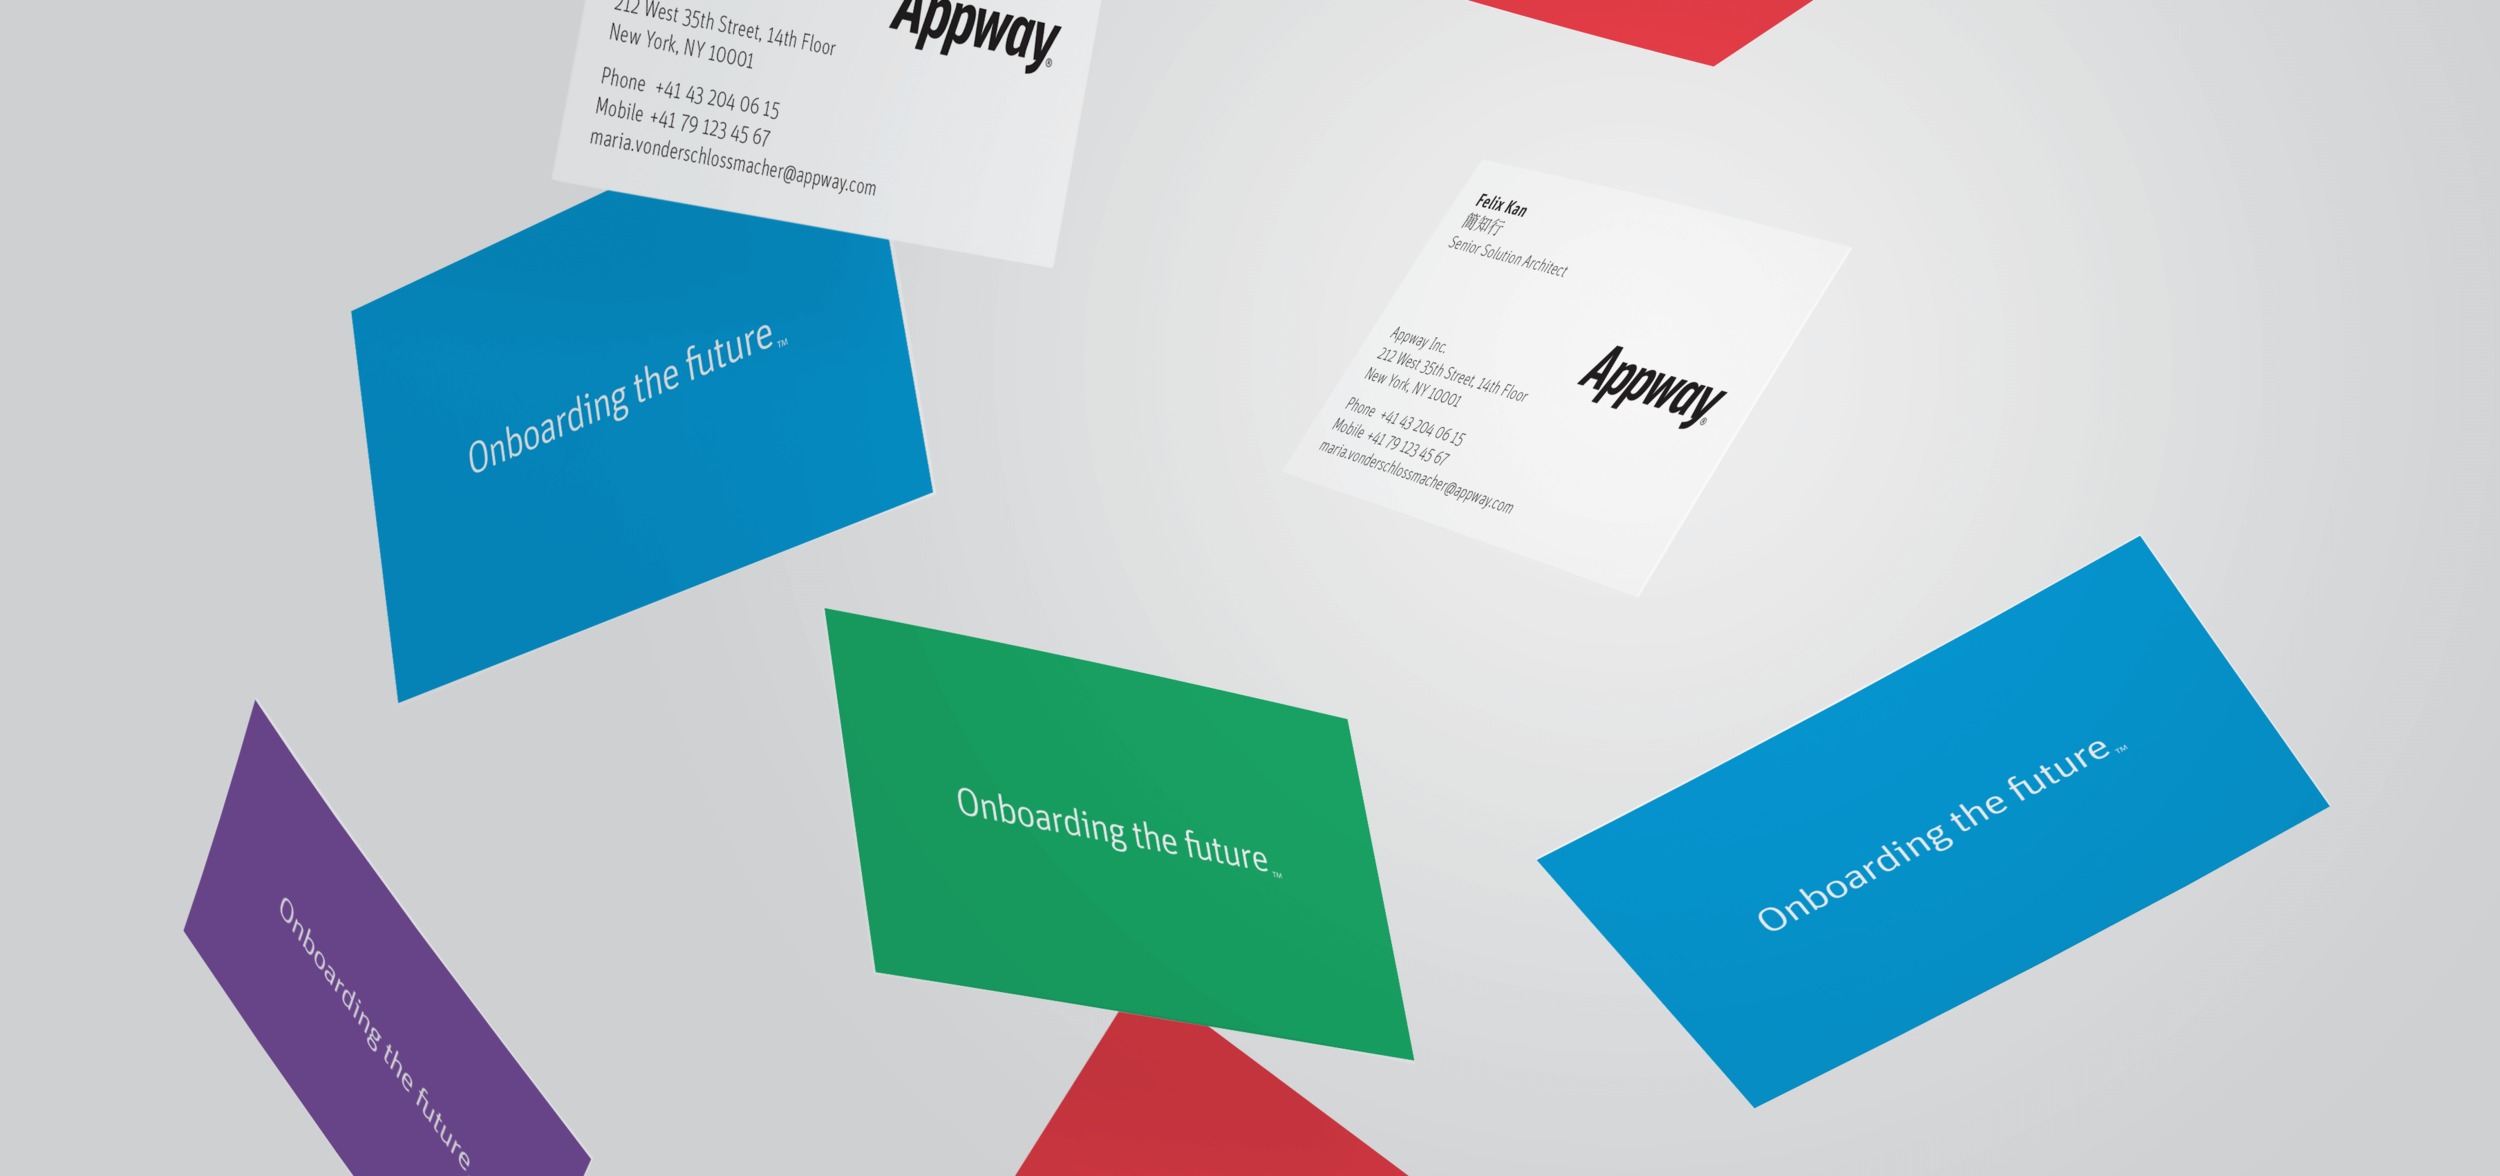 212 West 35th Street, 14th Floor
New York, NY 10001
Phone +41 43 204 06 15
Mobile +41 79 123 45 67
maria.vonderschlossmacher@appway.com
Appway®
Felix Kan
簡知行
Senior Solution Architect
Appway Inc.
212 West 35th Street, 14th Floor
New York, NY 10001
Phone +41 43 204 06 15
Mobile +41 79 123 45 67
maria.vonderschlossmacher@appway.com
Appway®
Onboarding the future™
Onboarding the future™
Onboarding the future™
Onboarding the future